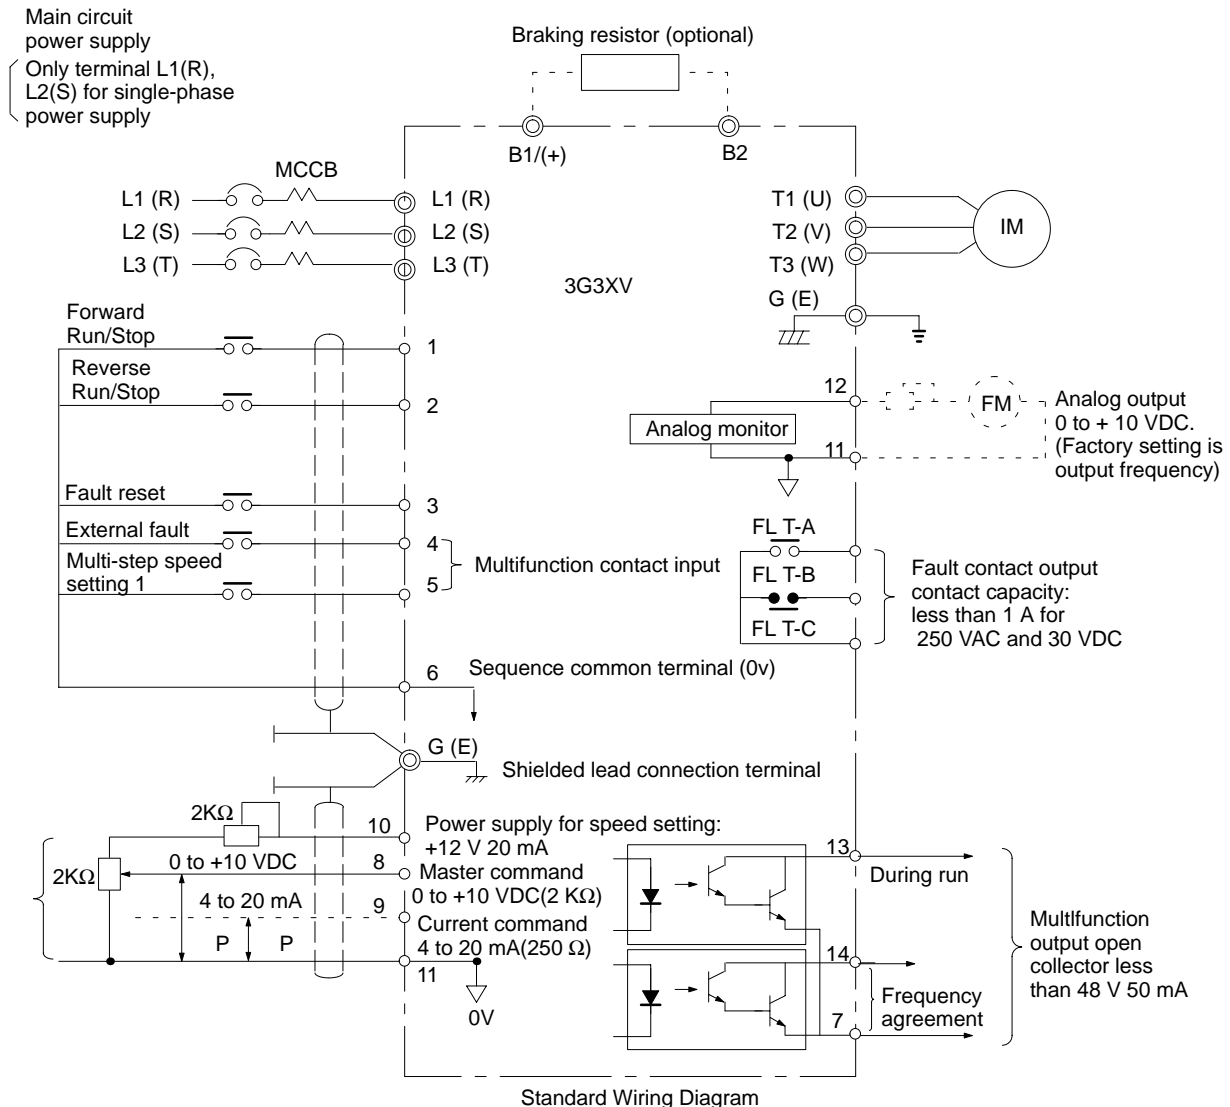 Main circuit
power supply
Only terminal L1(R),
L2(S) for single-phase
power supply
Braking resistor (optional)
B1/(+)
B2
MCCB
L1 (R)
L1 (R)
L2 (S)
L2 (S)
L3 (T)
L3 (T)
T1 (U)
T2 (V)
T3 (W)
IM
3G3XV
G (E)
Forward
Run/Stop
1
Reverse
Run/Stop
2
12
FM
Analog output
0 to + 10 VDC.
(Factory setting is
output frequency)
Analog monitor
11
Fault reset
3
External fault
4
Multi-step speed
setting 1
5
Multifunction contact input
FL T-A
FL T-B
FL T-C
Fault contact output
contact capacity:
less than 1 A for
250 VAC and 30 VDC
6
Sequence common terminal (0v)
G (E)
Shielded lead connection terminal
2KΩ
10
Power supply for speed setting:
+12 V 20 mA
2KΩ
0 to +10 VDC
8
Master command
0 to +10 VDC(2 KΩ)
4 to 20 mA
9
Current command
4 to 20 mA(250 Ω)
P
P
11
0V
13
During run
14
Frequency
agreement
7
Multlfunction
output open
collector less
than 48 V 50 mA
Standard Wiring Diagram